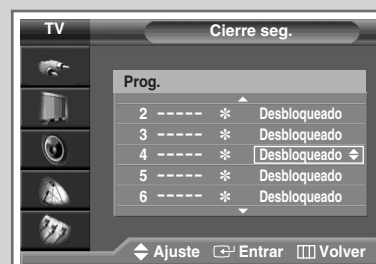 TV Cierre seg.
Prog.
2 ----- ✼ Desbloqueado
3 ----- ✼ Desbloqueado
4 ----- ✼ Desbloqueado
5 ----- ✼ Desbloqueado
6 ----- ✼ Desbloqueado
Ajuste Entrar Volver